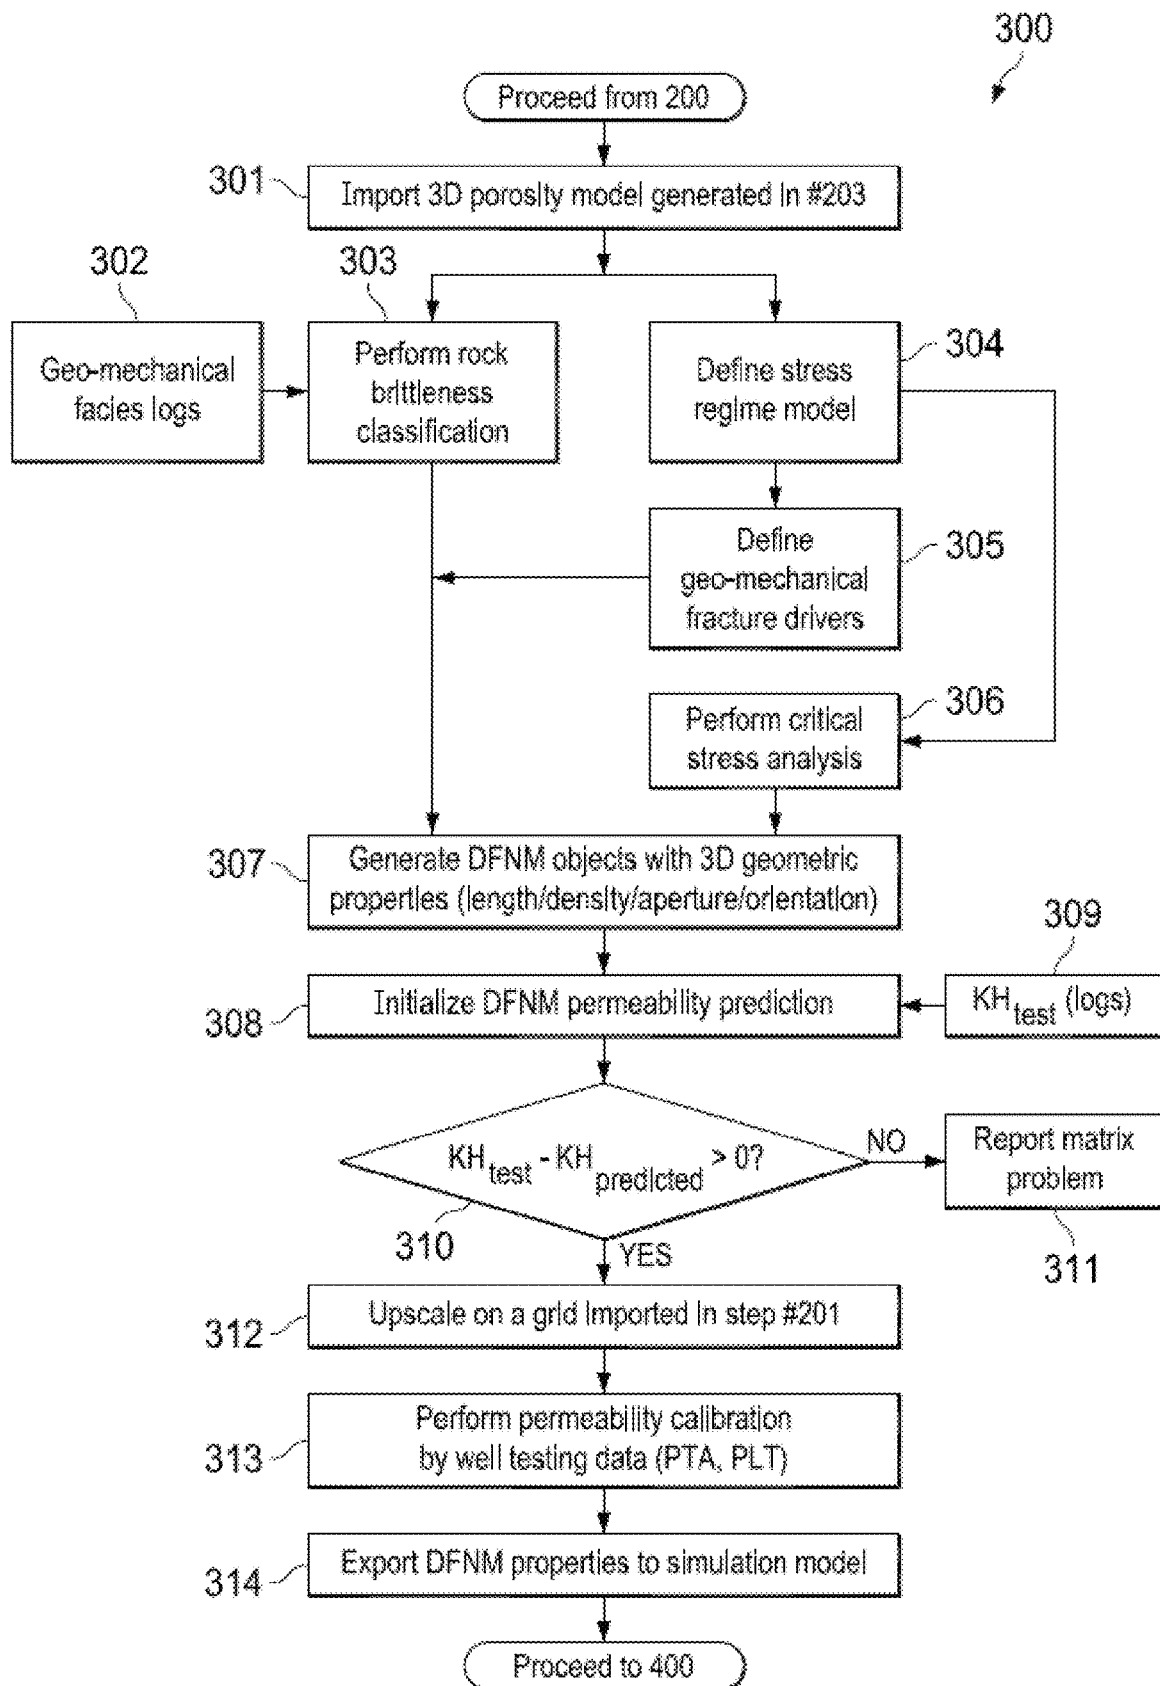 300
Proceed from 200
301
Import 3D porosity model generated in #203
302
303
Geo-mechanical
facies logs
Perform rock
brittleness
classification
304
Define stress
regime model
305
Define
geo-mechanical
fracture drivers
306
Perform critical
stress analysis
307
Generate DFNM objects with 3D geometric
properties (length/density/aperture/orientation)
309
308
Initialize DFNM permeability prediction
KHtest (logs)
310
KHtest - KHpredicted > 0?
NO
Report matrix
problem
311
YES
312
Upscale on a grid imported in step #201
313
Perform permeability calibration
by well testing data (PTA, PLT)
314
Export DFNM properties to simulation model
Proceed to 400